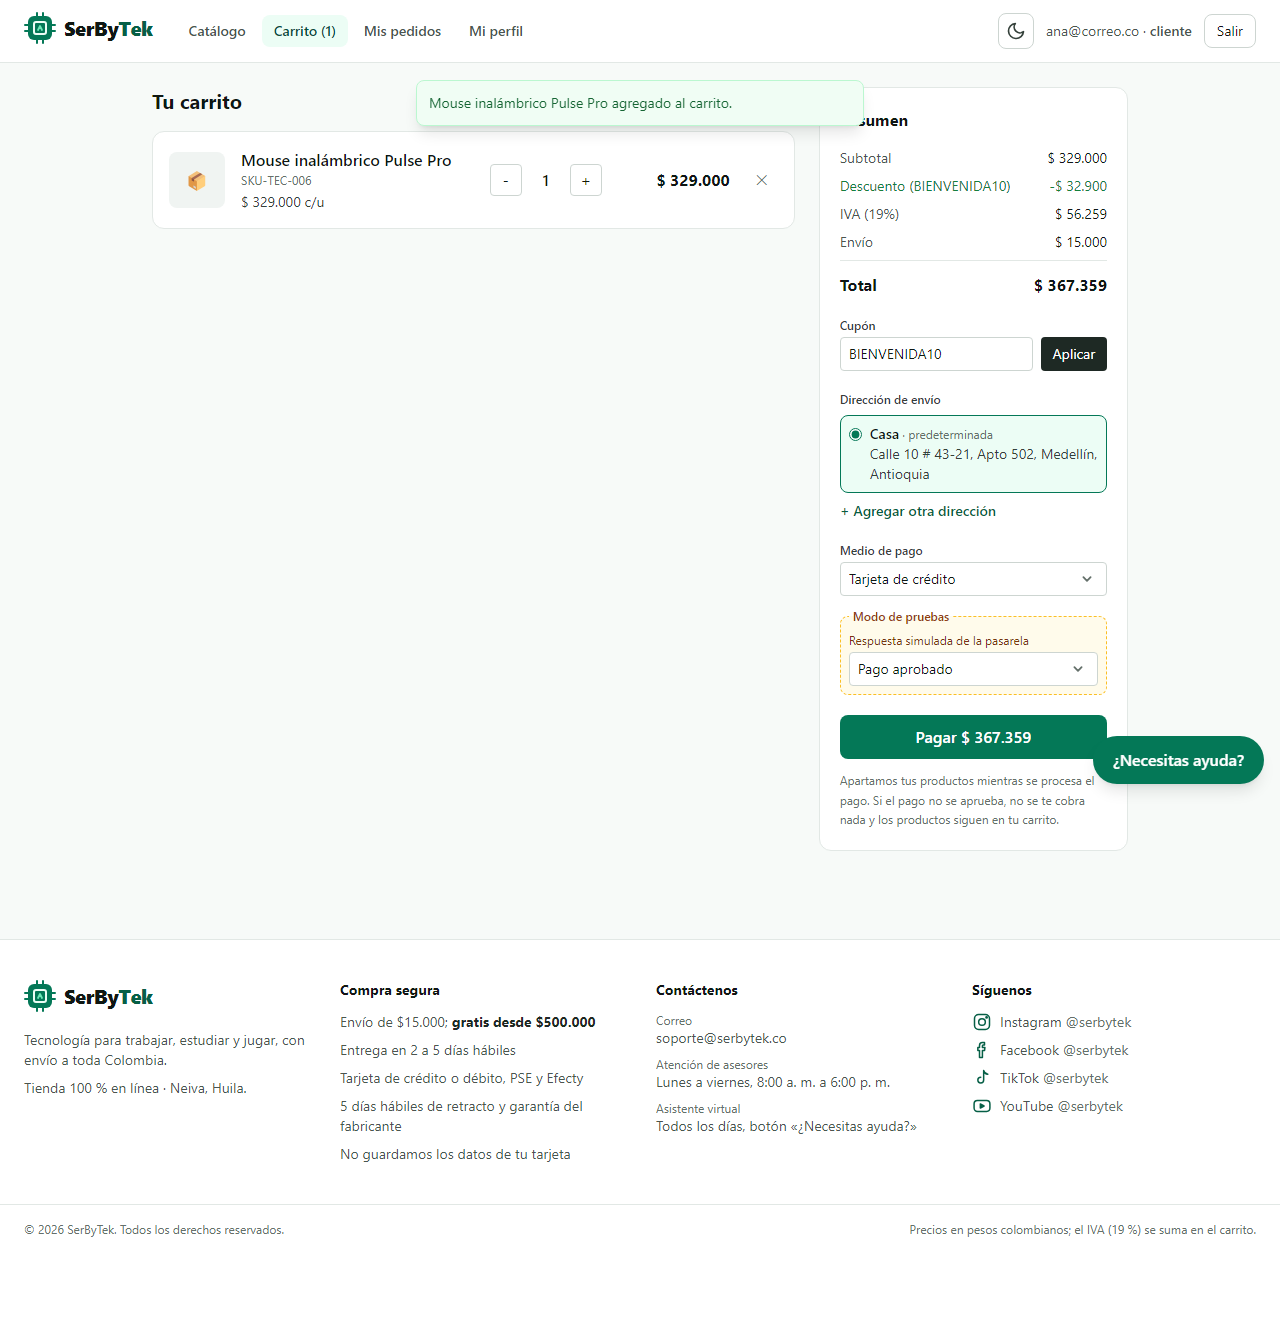 SerByTek
Catálogo
Carrito (1)
Mis pedidos
Mi perfil
ana@correo.co · cliente
Salir
Mouse inalámbrico Pulse Pro agregado al carrito.
Tu carrito
Mouse inalámbrico Pulse Pro
SKU-TEC-006
$ 329.000 c/u
-
1
+
$ 329.000
sumen
Subtotal
$ 329.000
Descuento (BIENVENIDA10)
-$ 32.900
IVA (19%)
$ 56.259
Envío
$ 15.000
Total
$ 367.359
Cupón
BIENVENIDA10
Aplicar
Dirección de envío
Casa · predeterminada
Calle 10 # 43-21, Apto 502, Medellín,
Antioquia
+ Agregar otra dirección
Medio de pago
Tarjeta de crédito
Modo de pruebas
Respuesta simulada de la pasarela
Pago aprobado
Pagar $ 367.359
¿Necesitas ayuda?
Apartamos tus productos mientras se procesa el
pago. Si el pago no se aprueba, no se te cobra
nada y los productos siguen en tu carrito.
SerByTek
Tecnología para trabajar, estudiar y jugar, con
envío a toda Colombia.
Tienda 100 % en línea · Neiva, Huila.
Compra segura
Envío de $15.000; gratis desde $500.000
Entrega en 2 a 5 días hábiles
Tarjeta de crédito o débito, PSE y Efecty
5 días hábiles de retracto y garantía del
fabricante
No guardamos los datos de tu tarjeta
Contáctenos
Correo
soporte@serbytek.co
Atención de asesores
Lunes a viernes, 8:00 a. m. a 6:00 p. m.
Asistente virtual
Todos los días, botón «¿Necesitas ayuda?»
Síguenos
Instagram @serbytek
Facebook @serbytek
TikTok @serbytek
YouTube @serbytek
© 2026 SerByTek. Todos los derechos reservados.
Precios en pesos colombianos; el IVA (19 %) se suma en el carrito.